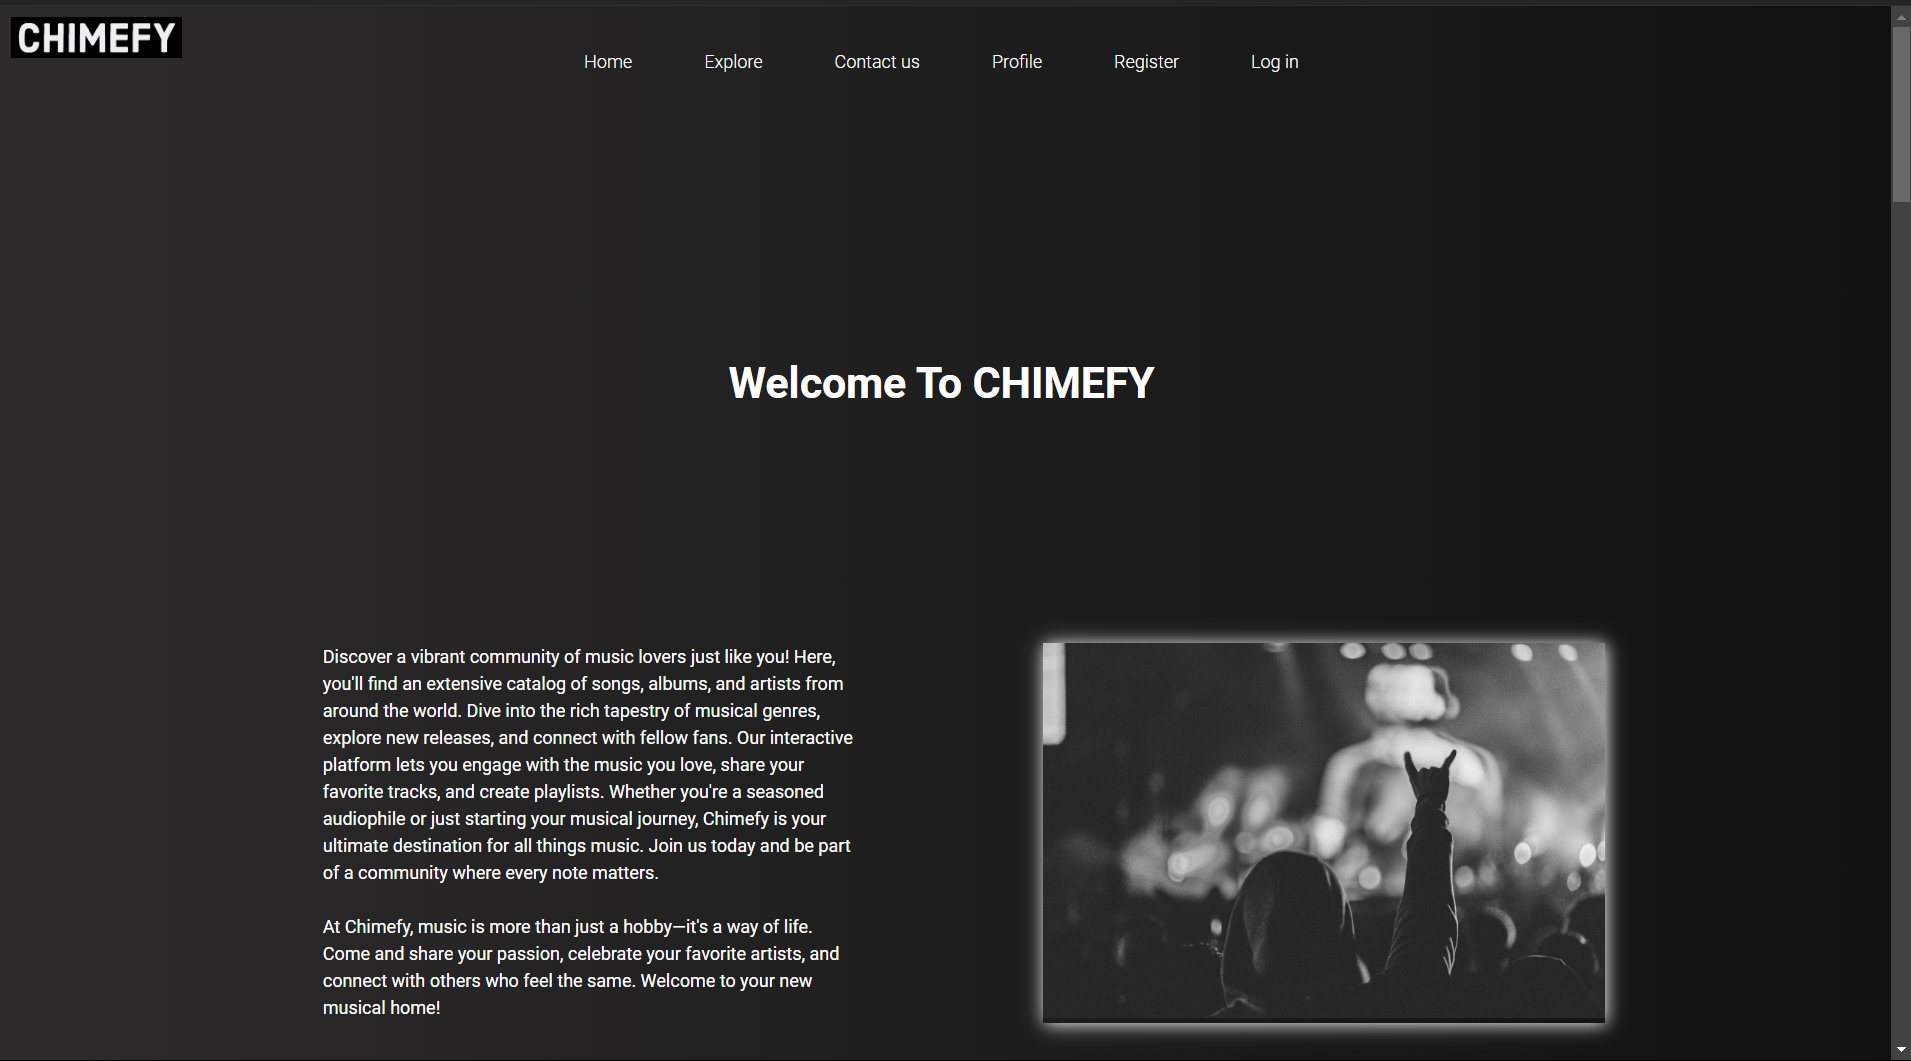 CHIMEFY
Home Explore Contact us Profile Register Log in
Welcome To CHIMEFY
Discover a vibrant community of music lovers just like you! Here,
you'll find an extensive catalog of songs, albums, and artists from
around the world. Dive into the rich tapestry of musical genres,
explore new releases, and connect with fellow fans. Our interactive
platform lets you engage with the music you love, share your
favorite tracks, and create playlists. Whether you're a seasoned
audiophile or just starting your musical journey, Chimefy is your
ultimate destination for all things music. Join us today and be part
of a community where every note matters.
At Chimefy, music is more than just a hobby—it's a way of life.
Come and share your passion, celebrate your favorite artists, and
connect with others who feel the same. Welcome to your new
musical home!